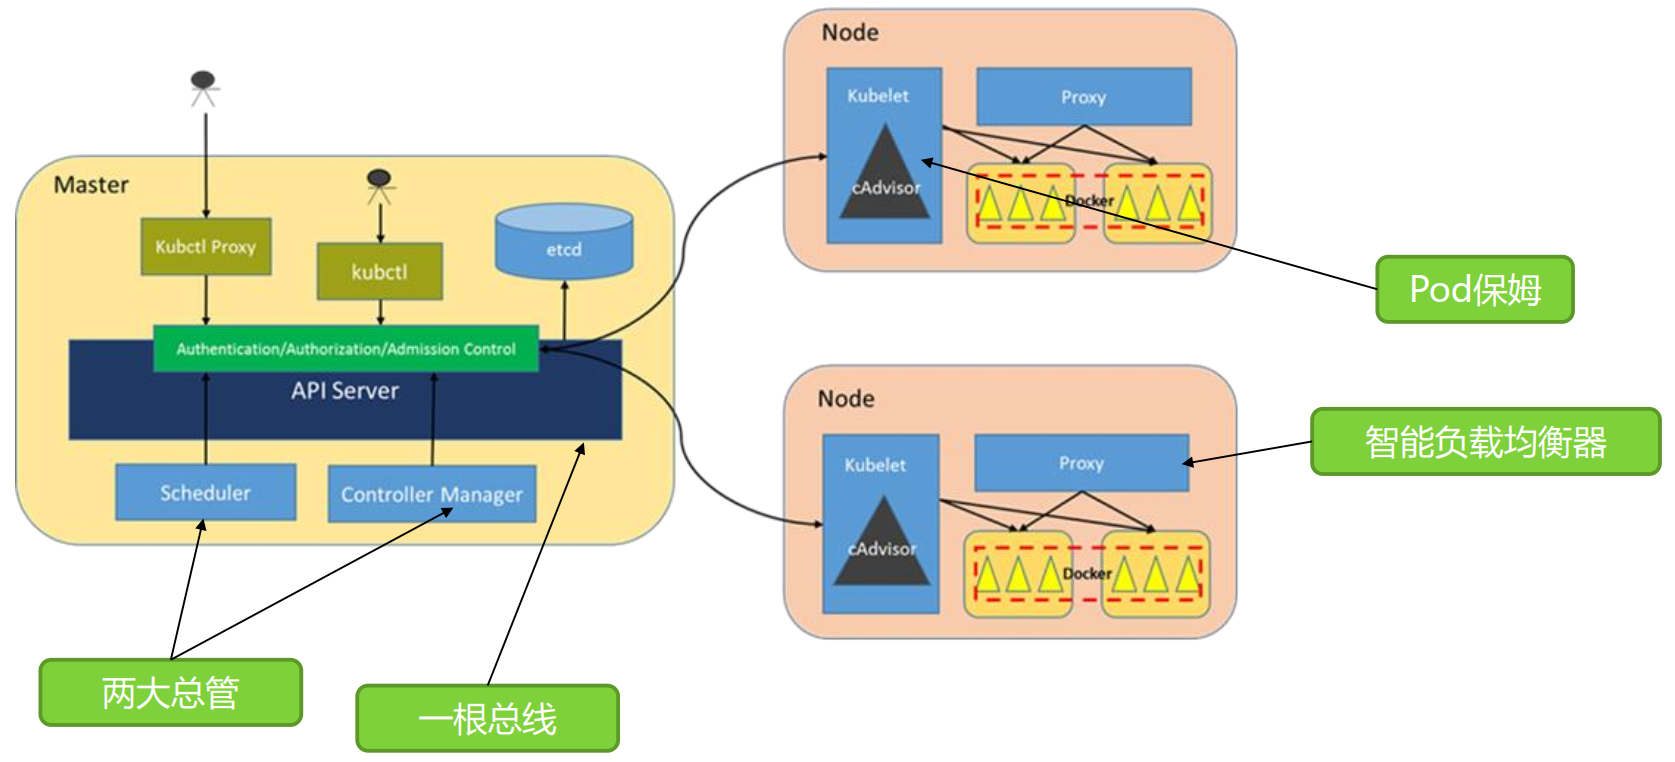 Master
Kubctl Proxy
kubctl
etcd
Authentication/Authorization/Admission Control
API Server
Scheduler
Controller Manager
两大总管
一根总线
Node
Kubelet
cAdvisor
Proxy
Docker
Pod保姆
Node
Kubelet
cAdvisor
Proxy
Docker
智能负载均衡器